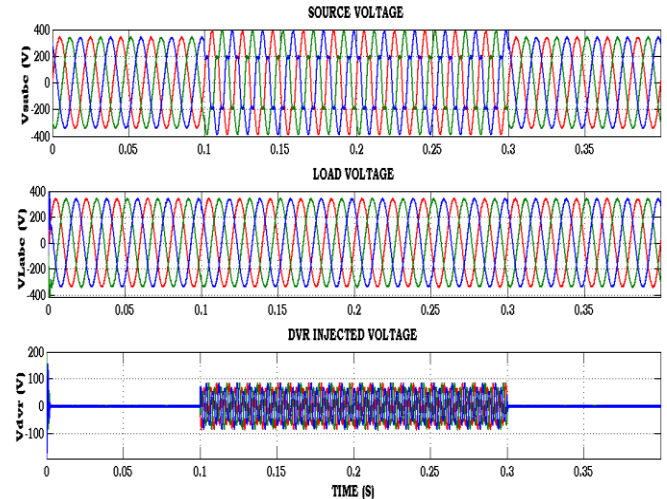 SOURCE VOLTAGE
Vsabc (V)
400
200
0
-200
-400
0 0.05 0.1 0.15 0.2 0.25 0.3 0.35
LOAD VOLTAGE
VLabc (V)
400
200
0
-200
-400
0 0.05 0.1 0.15 0.2 0.25 0.3 0.35
DVR INJECTED VOLTAGE
Vdvr (V)
200
100
0
-100
0 0.05 0.1 0.15 0.2 0.25 0.3 0.35
TIME (S)